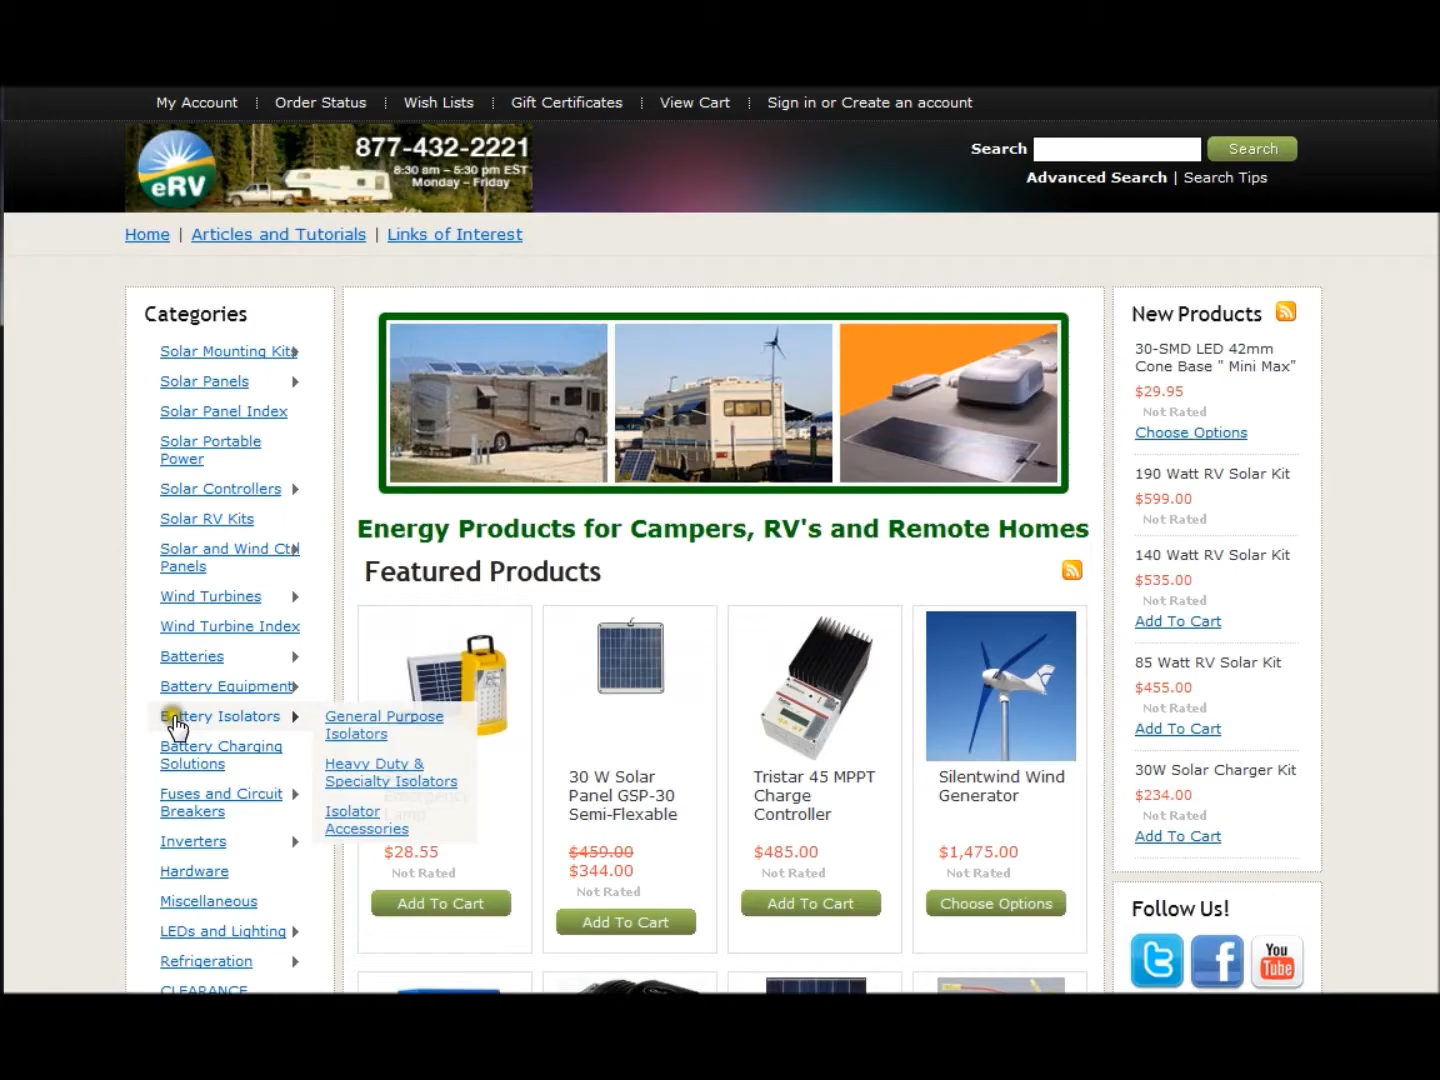 My Account
Order Status
Wish Lists
Gift Certificates
View Cart
Sign in or Create an account
eRV
877-432-2221
8:30 am – 5:30 pm EST
Monday – Friday
Search
Search
Advanced Search | Search Tips
Home | Articles and Tutorials | Links of Interest
Categories
Solar Mounting Kits
Solar Panels
Solar Panel Index
Solar Portable
Power
Solar Controllers
Solar RV Kits
Solar and Wind Ctrl
Panels
Wind Turbines
Wind Turbine Index
Batteries
Battery Equipment
Battery Isolators
Battery Charging
Solutions
Fuses and Circuit
Breakers
Inverters
Hardware
Miscellaneous
LEDs and Lighting
Refrigeration
CLEARANCE
General Purpose
Isolators
Heavy Duty &
Specialty Isolators
Isolator
Accessories
Energy Products for Campers, RV's and Remote Homes
Featured Products
Emergency
Lamp
$28.55
Not Rated
Add To Cart
30 W Solar
Panel GSP-30
Semi-Flexable
$459.00
$344.00
Not Rated
Add To Cart
Tristar 45 MPPT
Charge
Controller
$485.00
Not Rated
Add To Cart
Silentwind Wind
Generator
$1,475.00
Not Rated
Choose Options
New Products
30-SMD LED 42mm
Cone Base " Mini Max"
$29.95
Not Rated
Choose Options
190 Watt RV Solar Kit
$599.00
Not Rated
140 Watt RV Solar Kit
$535.00
Not Rated
Add To Cart
85 Watt RV Solar Kit
$455.00
Not Rated
Add To Cart
30W Solar Charger Kit
$234.00
Not Rated
Add To Cart
Follow Us!
You
Tube